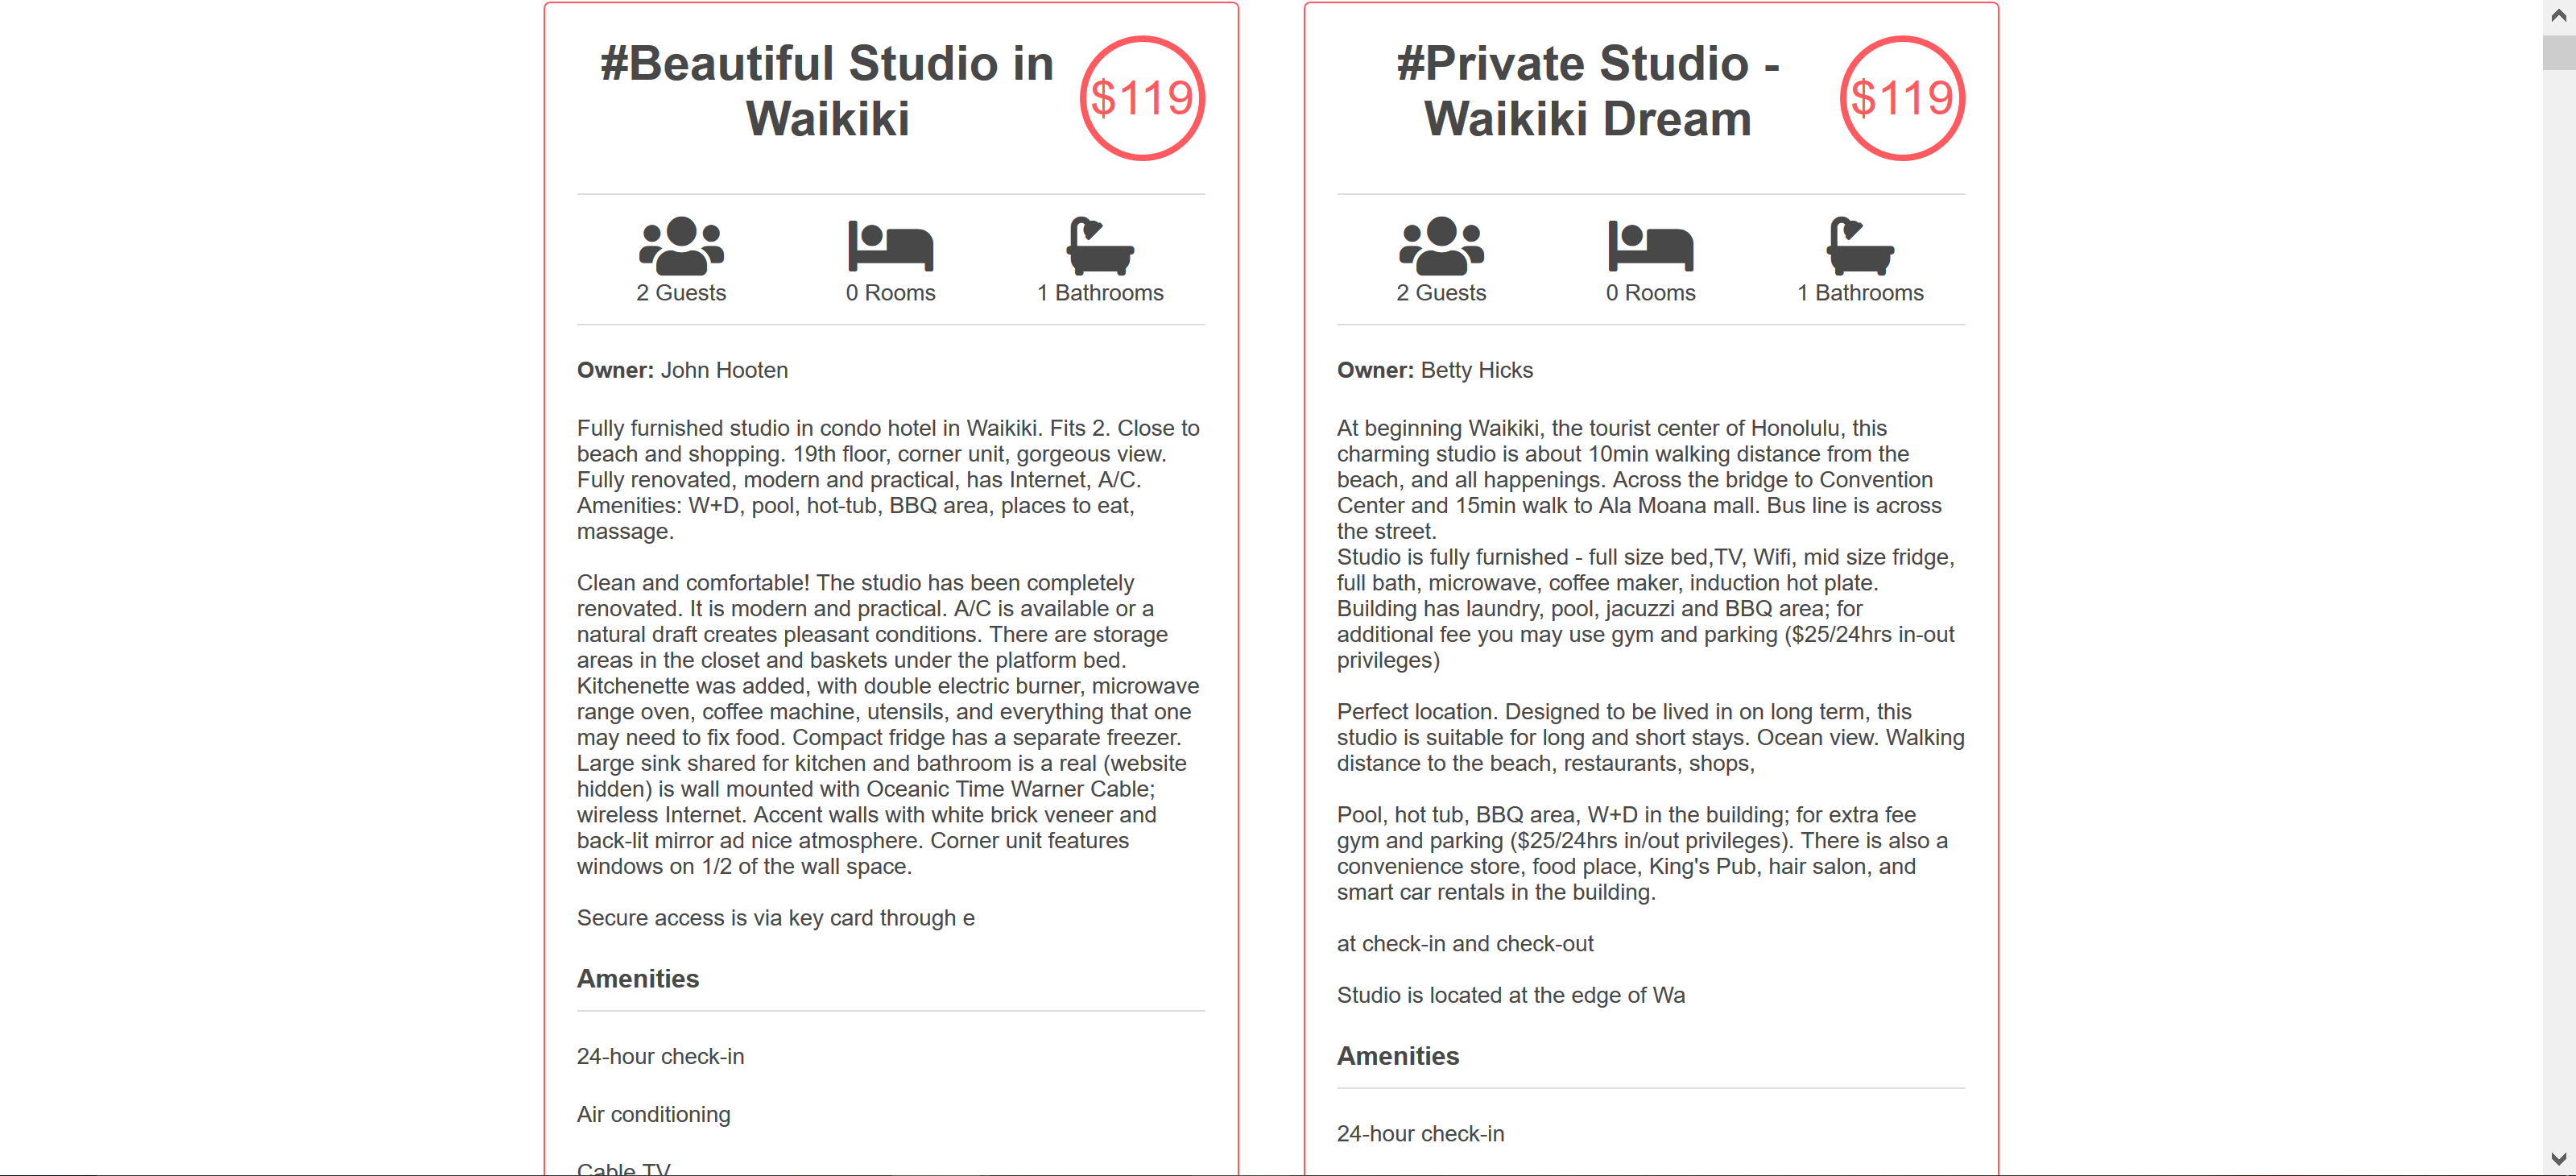 #Beautiful Studio in
Waikiki
$119
2 Guests
0 Rooms
1 Bathrooms
Owner: John Hooten
Fully furnished studio in condo hotel in Waikiki. Fits 2. Close to
beach and shopping. 19th floor, corner unit, gorgeous view.
Fully renovated, modern and practical, has Internet, A/C.
Amenities: W+D, pool, hot-tub, BBQ area, places to eat,
massage.
Clean and comfortable! The studio has been completely
renovated. It is modern and practical. A/C is available or a
natural draft creates pleasant conditions. There are storage
areas in the closet and baskets under the platform bed.
Kitchenette was added, with double electric burner, microwave
range oven, coffee machine, utensils, and everything that one
may need to fix food. Compact fridge has a separate freezer.
Large sink shared for kitchen and bathroom is a real (website
hidden) is wall mounted with Oceanic Time Warner Cable;
wireless Internet. Accent walls with white brick veneer and
back-lit mirror ad nice atmosphere. Corner unit features
windows on 1/2 of the wall space.
Secure access is via key card through e
Amenities
24-hour check-in
Air conditioning
Cable TV
#Private Studio -
Waikiki Dream
$119
2 Guests
0 Rooms
1 Bathrooms
Owner: Betty Hicks
At beginning Waikiki, the tourist center of Honolulu, this
charming studio is about 10min walking distance from the
beach, and all happenings. Across the bridge to Convention
Center and 15min walk to Ala Moana mall. Bus line is across
the street.
Studio is fully furnished - full size bed,TV, Wifi, mid size fridge,
full bath, microwave, coffee maker, induction hot plate.
Building has laundry, pool, jacuzzi and BBQ area; for
additional fee you may use gym and parking ($25/24hrs in-out
privileges)
Perfect location. Designed to be lived in on long term, this
studio is suitable for long and short stays. Ocean view. Walking
distance to the beach, restaurants, shops,
Pool, hot tub, BBQ area, W+D in the building; for extra fee
gym and parking ($25/24hrs in/out privileges). There is also a
convenience store, food place, King's Pub, hair salon, and
smart car rentals in the building.
at check-in and check-out
Studio is located at the edge of Wa
Amenities
24-hour check-in